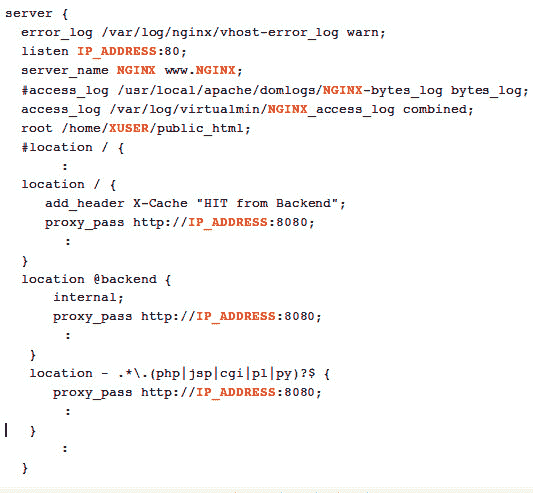 server {
error_log /var/log/nginx/vhost-error_log warn;
listen IP_ADDRESS:80;
server_name NGINX www.NGINX;
#access_log /usr/local/apache/domlogs/NGINX-bytes_log bytes_log;
access_log /var/log/virtualmin/NGINX_access_log combined;
root /home/XUSER/public_html;
#location / {
:
location / {
add_header X-Cache "HIT from Backend";
proxy_pass http://IP_ADDRESS:8080;
:
}
location @backend {
internal;
proxy_pass http://IP_ADDRESS:8080;
:
}
location - .*\.(php|jsp|cgi|pl|py)?$ {
proxy_pass http://IP_ADDRESS:8080;
:
}
:
}